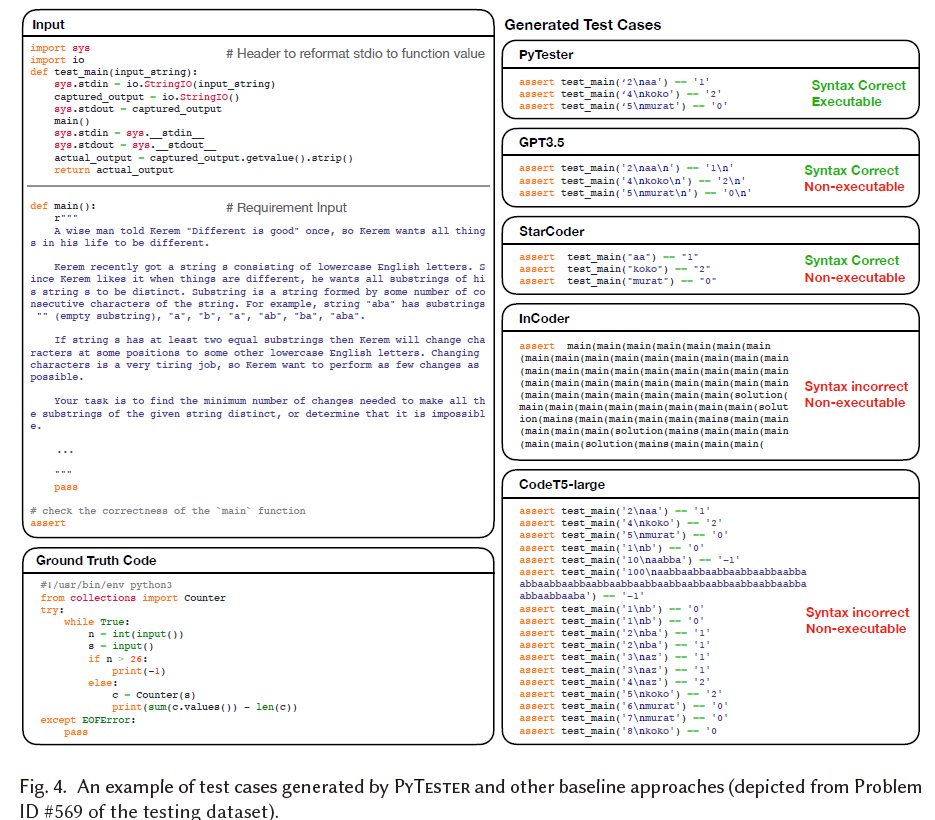 Input
import sys
# Header to reformat stdio to function value
import io
def test_main(input_string):
    sys.stdin = io.StringIO(input_string)
    captured_output = io.StringIO()
    sys.stdout = captured_output
    main()
    sys.stdin = sys.__stdin__
    sys.stdout = sys.__stdout__
    actual_output = captured_output.getvalue().strip()
    return actual_output
def main():
# Requirement Input
    r"""
    A wise man told Kerem "Different is good" once, so Kerem wants all thing
s in his life to be different.
    Kerem recently got a string s consisting of lowercase English letters. S
ince Kerem likes it when things are different, he wants all substrings of hi
s string s to be distinct. Substring is a string formed by some number of co
nsecutive characters of the string. For example, string "aba" has substrings
"" (empty substring), "a", "b", "a", "ab", "ba", "aba".
    If string s has at least two equal substrings then Kerem will change cha
racters at some positions to some other lowercase English letters. Changing
characters is a very tiring job, so Kerem want to perform as few changes as
possible.
    Your task is to find the minimum number of changes needed to make all th
e substrings of the given string distinct, or determine that it is impossibl
e.
    ...
    """
    pass
# check the correctness of the `main` function
assert
Ground Truth Code
#!/usr/bin/env python3
from collections import Counter
try:
    while True:
        n = int(input())
        s = input()
        if n > 26:
            print(-1)
        else:
            c = Counter(s)
            print(sum(c.values()) - len(c))
except EOFError:
    pass
Generated Test Cases
PyTester
assert test_main('2\naa') == '1'
assert test_main('4\nkoko') == '2'
assert test_main('5\nmurat') == '0'
Syntax Correct
Executable
GPT3.5
assert test_main('2\naa\n') == '1\n'
assert test_main('4\nkoko\n') == '2\n'
assert test_main('5\nmurat\n') == '0\n'
Syntax Correct
Non-executable
StarCoder
assert  test_main("aa") == "1"
assert  test_main("koko") == "2"
assert  test_main("murat") == "0"
Syntax Correct
Non-executable
InCoder
assert  main(main(main(main(main(main(main
(main(main(main(main(main(main(main(main
(main(main(main(main(main(main(main(main
(main(main(main(main(main(main(main(main
(main(main(main(main(main(main(solution(
main(main(main(main(main(main(main(solut
ion(mains(main(main(main(mains(main(main
(main(main(main(solution(mains(main(main
(main(main(solution(mains(main(main(main(
Syntax incorrect
Non-executable
CodeT5-large
assert test_main('2\naa') == '1'
assert test_main('4\nkoko') == '2'
assert test_main('5\nmurat') == '0'
assert test_main('1\nb') == '0'
assert test_main('10\naabba') == '-1'
assert test_main('100\naabbaabbaabbaabbaabbaabba
abbaabbaabbaabbaabbaabbaabbaabbaabbaabbaabbaabba
abbaabbaaba') == '-1'
assert test_main('1\nb') == '0'
assert test_main('1\nb') == '0'
assert test_main('2\nba') == '1'
assert test_main('2\nba') == '1'
assert test_main('3\naz') == '1'
assert test_main('3\naz') == '1'
assert test_main('4\naz') == '2'
assert test_main('5\nkoko') == '2'
assert test_main('6\nmurat') == '0'
assert test_main('7\nmurat') == '0'
assert test_main('8\nkoko') == '0
Syntax incorrect
Non-executable
Fig. 4. An example of test cases generated by PyTester and other baseline approaches (depicted from Problem
ID #569 of the testing dataset).